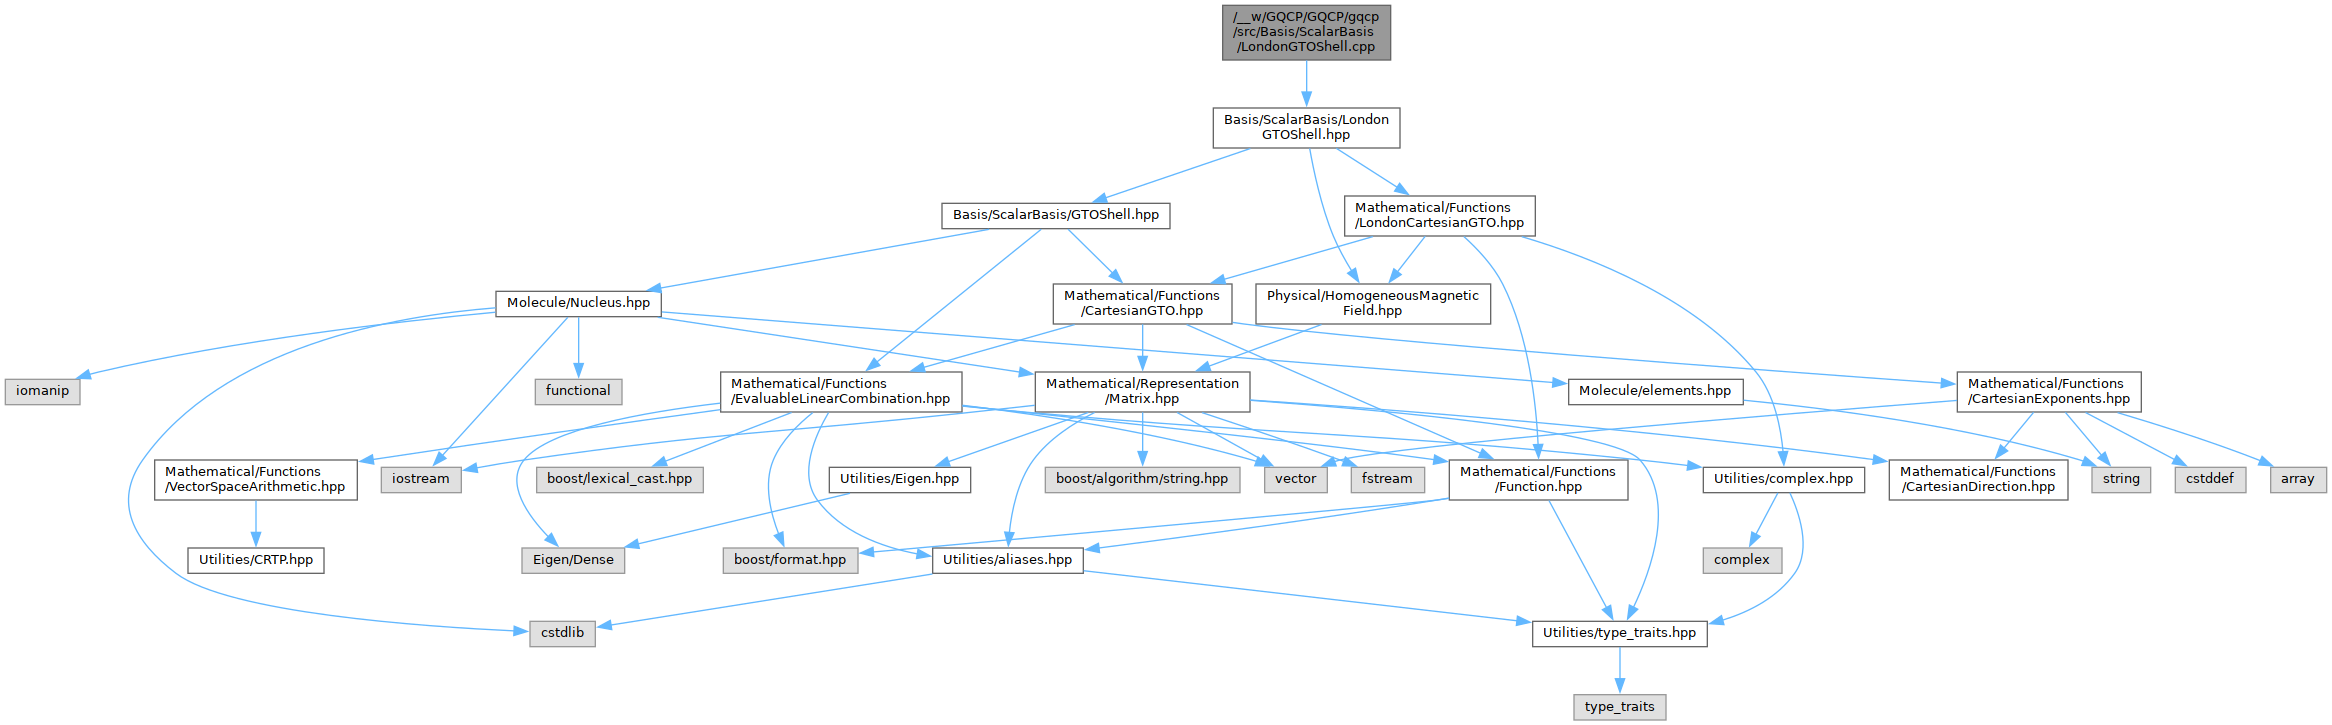 /__w/GQCP/GQCP/gqcp
/src/Basis/ScalarBasis
/LondonGTOShell.cpp
Basis/ScalarBasis/London
GTOShell.hpp
Mathematical/Functions
/LondonCartesianGTO.hpp
Basis/ScalarBasis/GTOShell.hpp
Molecule/Nucleus.hpp
Mathematical/Functions
/CartesianGTO.hpp
Physical/HomogeneousMagnetic
Field.hpp
iomanip
functional
Mathematical/Functions
/EvaluableLinearCombination.hpp
Mathematical/Representation
/Matrix.hpp
Molecule/elements.hpp
Mathematical/Functions
/CartesianExponents.hpp
Mathematical/Functions
/VectorSpaceArithmetic.hpp
iostream
boost/lexical_cast.hpp
Utilities/Eigen.hpp
boost/algorithm/string.hpp
vector
fstream
Mathematical/Functions
/Function.hpp
Utilities/complex.hpp
Mathematical/Functions
/CartesianDirection.hpp
string
cstddef
array
Utilities/CRTP.hpp
Eigen/Dense
boost/format.hpp
Utilities/aliases.hpp
complex
cstdlib
Utilities/type_traits.hpp
type_traits